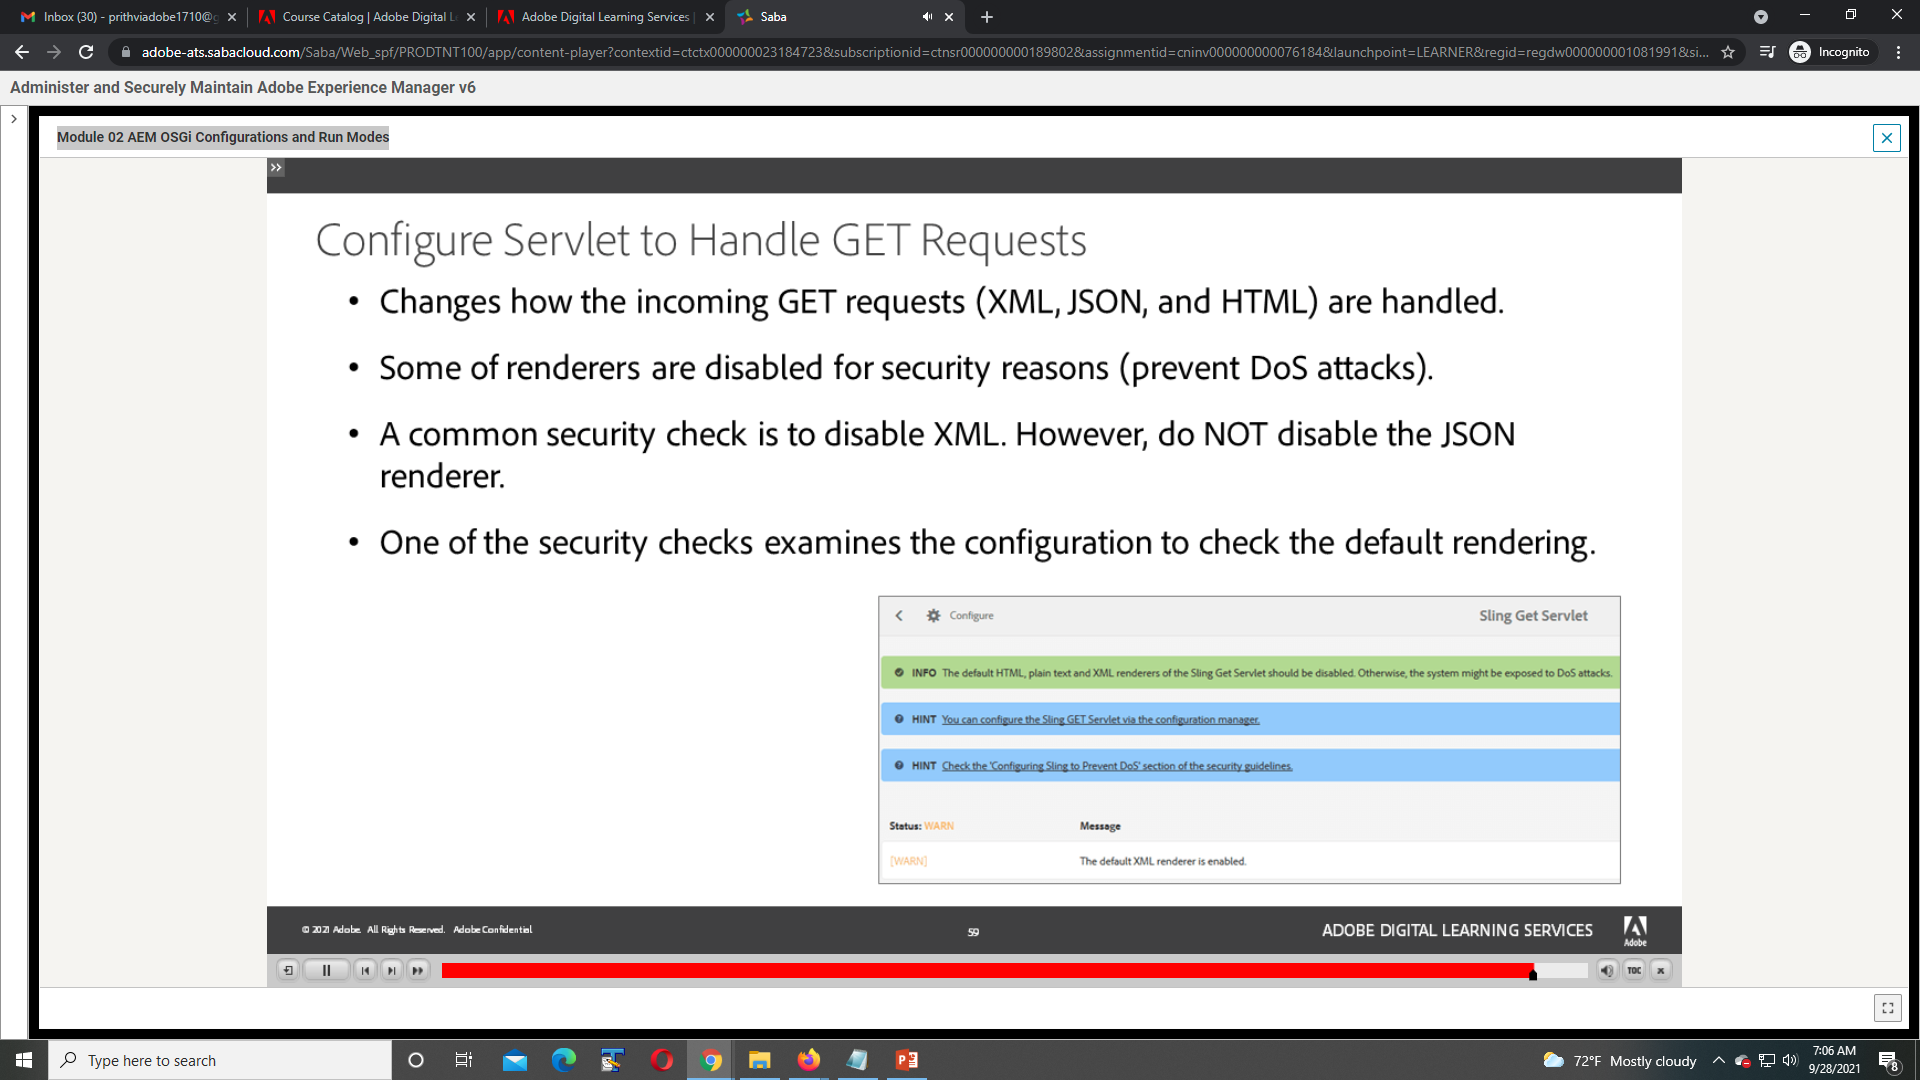 Inbox (30) - prithviadobe1710@g
Course Catalog | Adobe Digital L
Adobe Digital Learning Services |
Saba
adobe-ats.sabacloud.com/Saba/Web_spf/PRODTNT100/app/content-player?contextid=ctctx000000023184723&subscriptionid=ctnsr000000000189802&assignmentid=cninv000000000076184&launchpoint=LEARNER&regid=regdw000000001081991&si...
Incognito
Administer and Securely Maintain Adobe Experience Manager v6
Module 02 AEM OSGi Configurations and Run Modes
Configure Servlet to Handle GET Requests
• Changes how the incoming GET requests (XML, JSON, and HTML) are handled.
• Some of renderers are disabled for security reasons (prevent DoS attacks).
• A common security check is to disable XML. However, do NOT disable the JSON
renderer.
• One of the security checks examines the configuration to check the default rendering.
Configure
Sling Get Servlet
INFO The default HTML, plain text and XML renderers of the Sling Get Servlet should be disabled. Otherwise, the system might be exposed to DoS attacks.
HINT You can configure the Sling GET Servlet via the configuration manager.
HINT Check the 'Configuring Sling to Prevent DoS' section of the security guidelines.
Status: WARN
Message
[WARN]
The default XML renderer is enabled.
© 2021 Adobe. All Rights Reserved. Adobe Confidential
59
ADOBE DIGITAL LEARNING SERVICES
Adobe
TOC
Type here to search
72°F Mostly cloudy
7:06 AM
9/28/2021
8